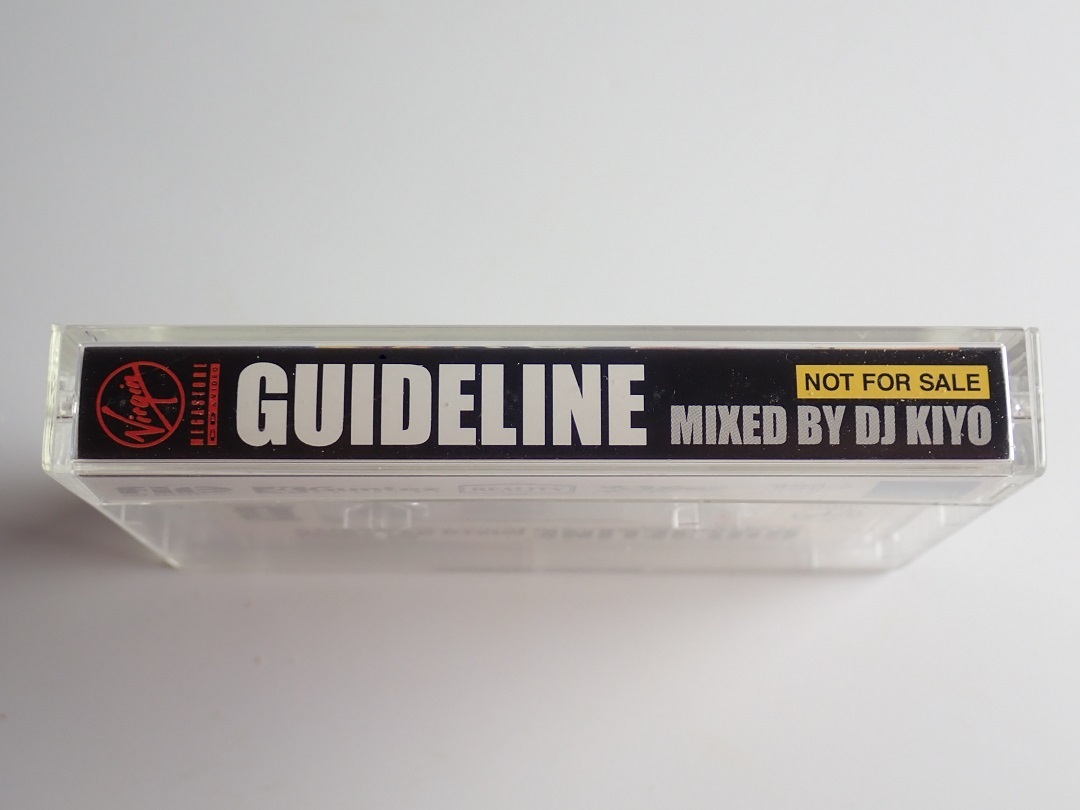 Virgin
MEGASTORE
CD & VIDEO
GUIDELINE
NOT FOR SALE
MIXED BY DJ KIYO